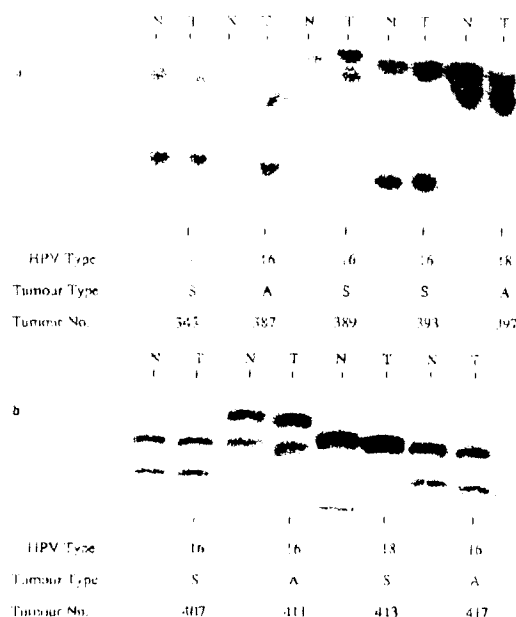 N T N T N T N T N T
a
HPV Type - 16 16 16 18
Tumour Type S A S S A
Tumour No. 343 387 389 393 397
N T N T N T N T
b
HPV Type 16 16 18 16
Tumour Type S A S A
Tumour No. 407 411 413 417